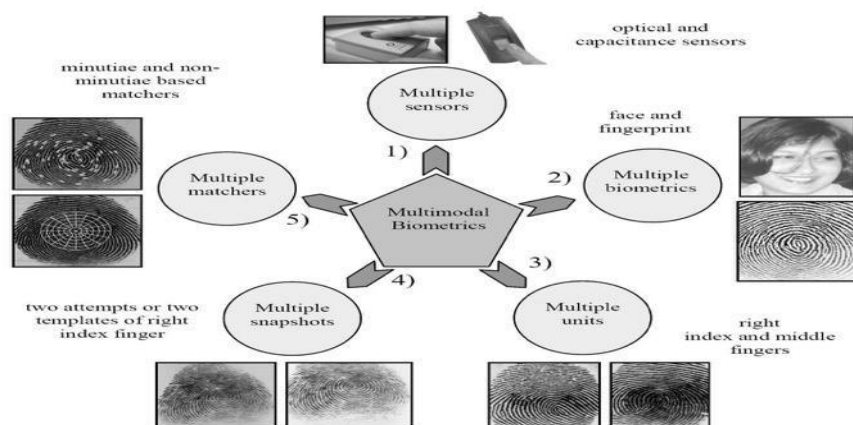 optical and
capacitance sensors
Multiple
sensors
1)
minutiae and non-
minutiae based
matchers
Multiple
matchers
5)
face and
fingerprint
2)
Multiple
biometrics
Multimodal
Biometrics
4)
3)
two attempts or two
templates of right
index finger
Multiple
snapshots
Multiple
units
right
index and middle
fingers